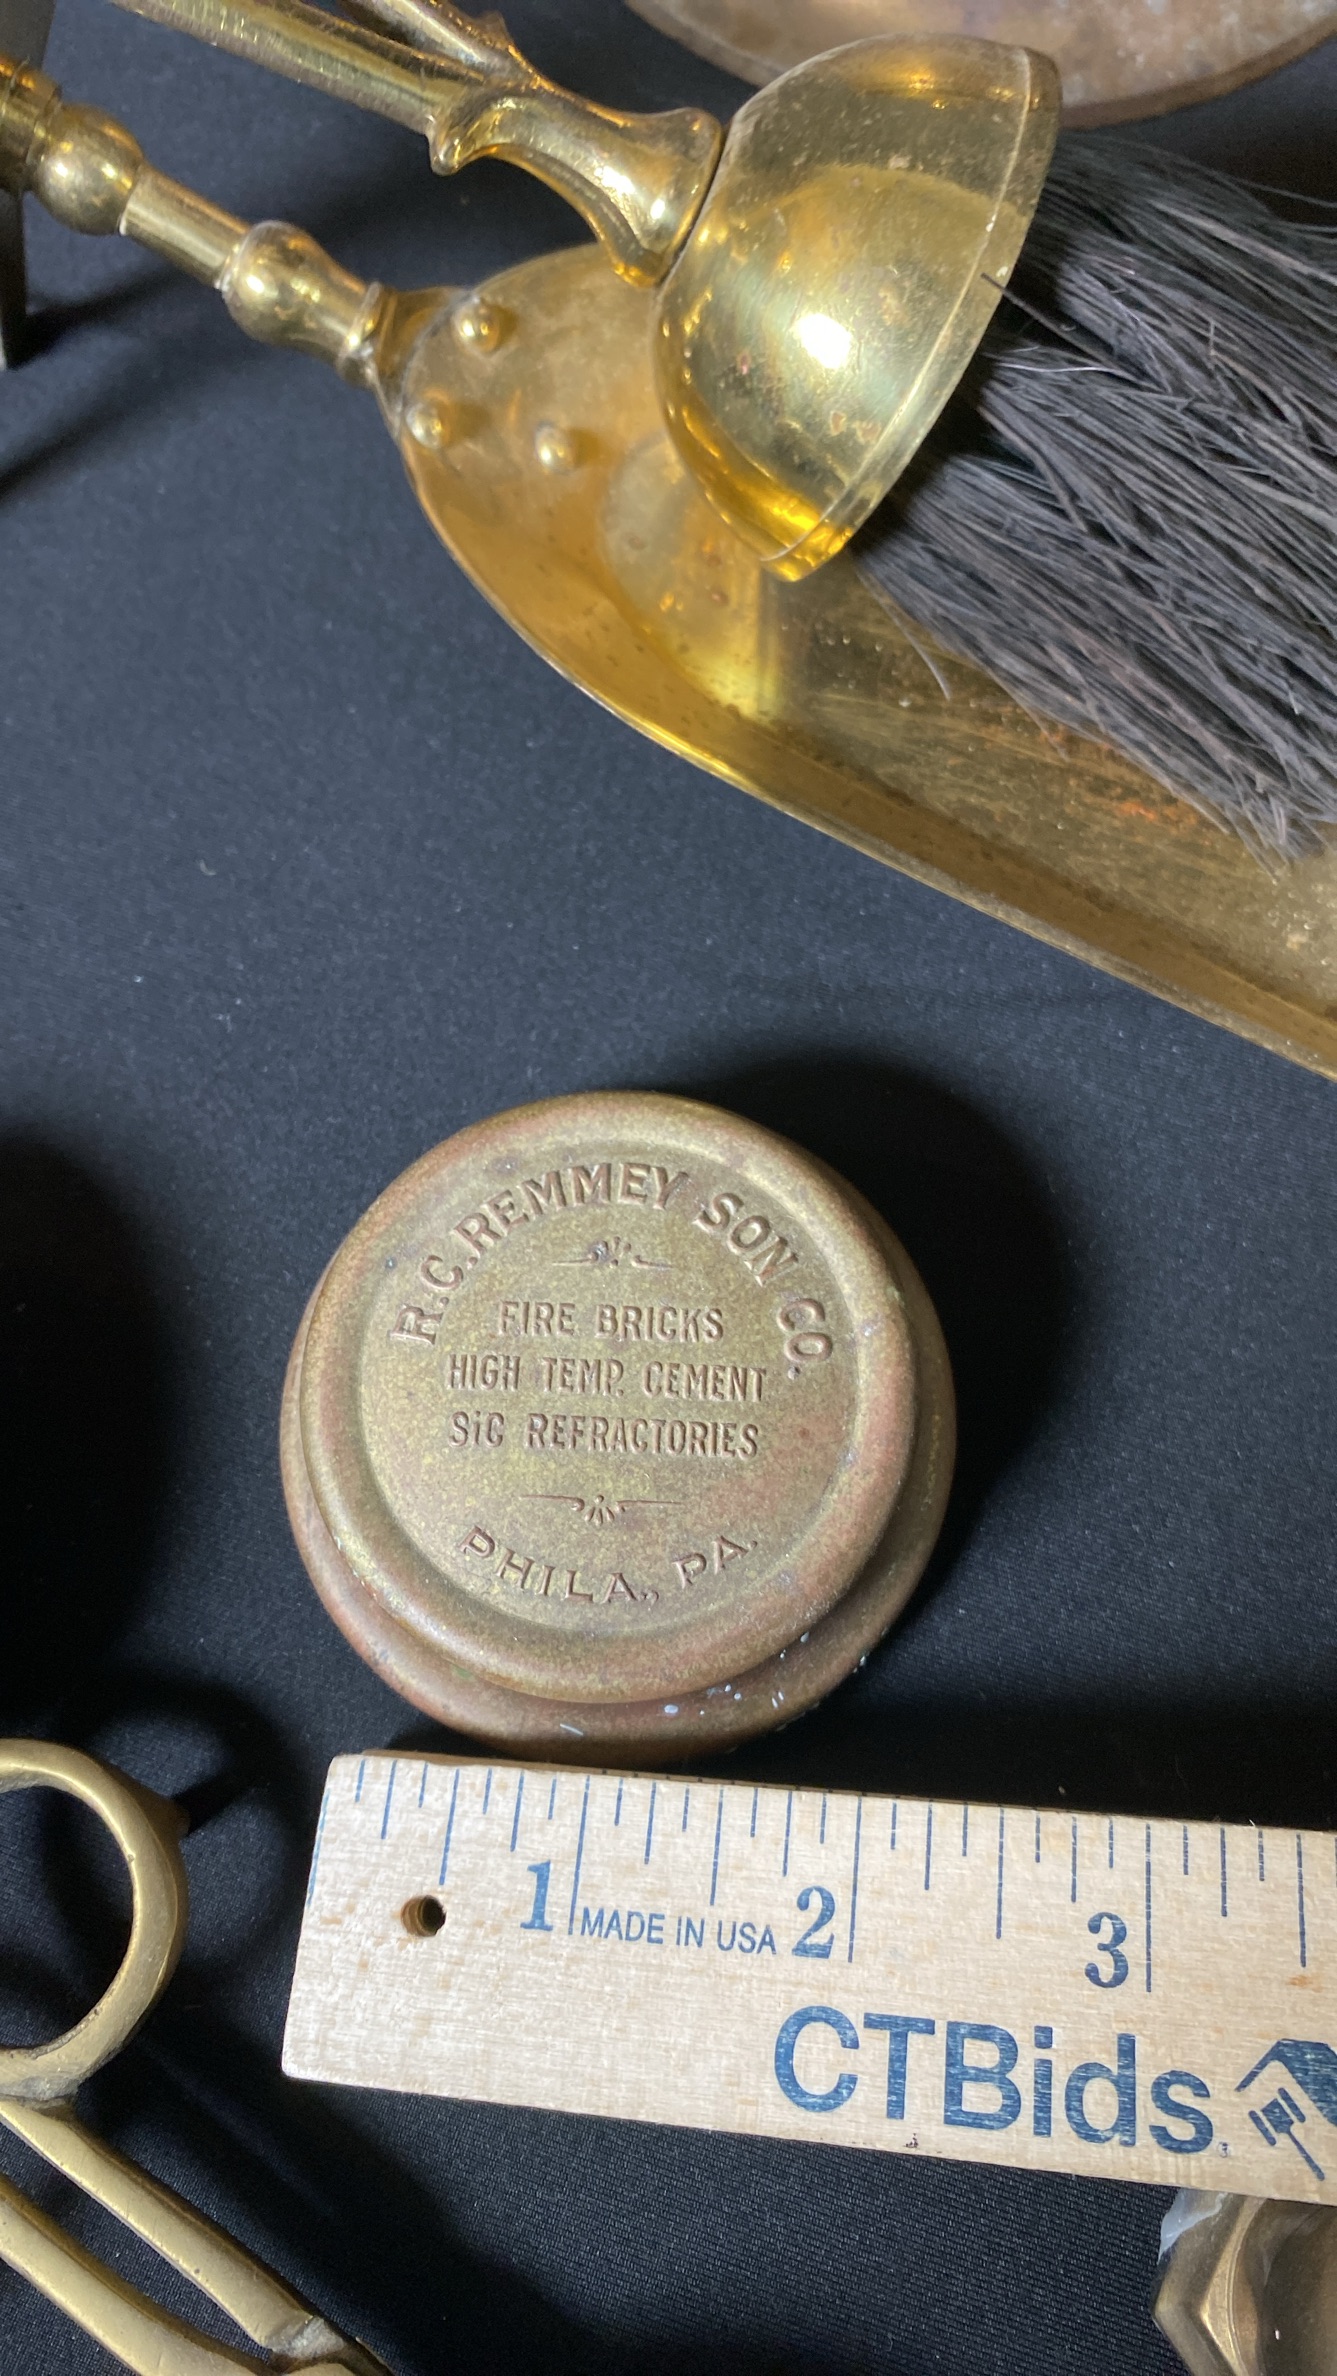 R.C. REMMEY SON CO.
FIRE BRICKS
HIGH TEMP. CEMENT
SiC REFRACTORIES
PHILA., PA.
1 MADE IN USA 2 3
CTBids.